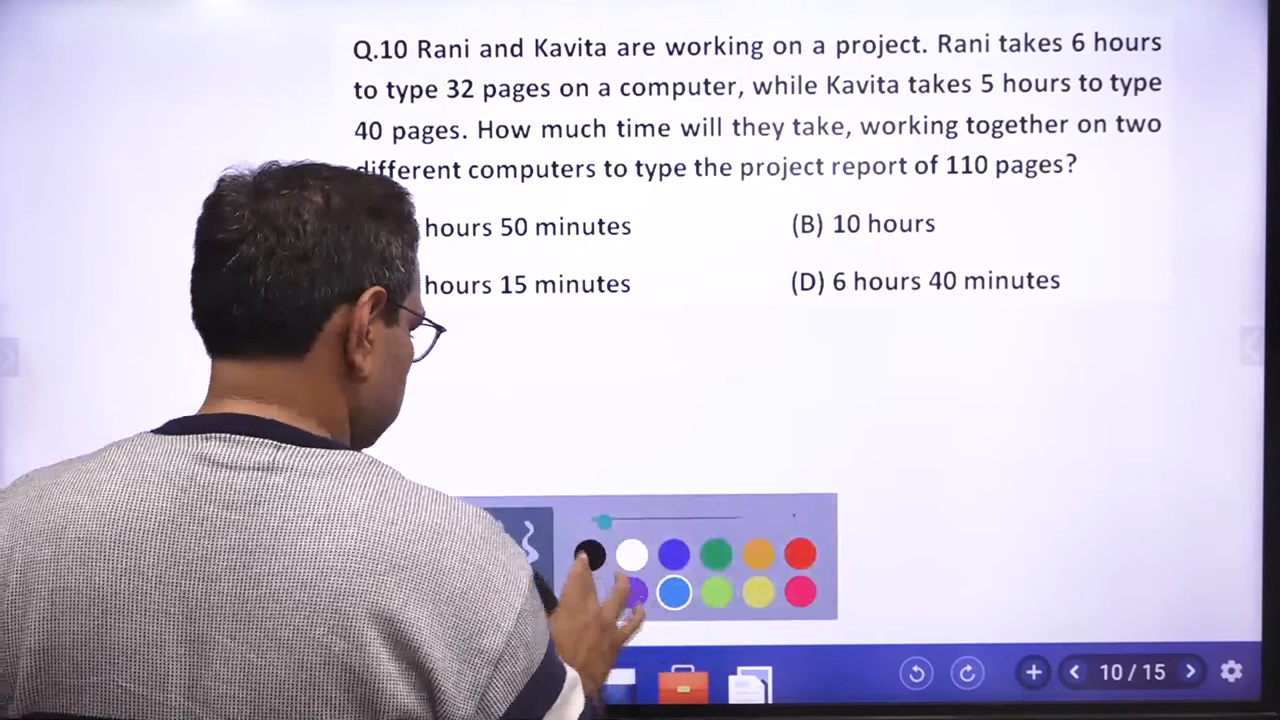 Q.10 Rani and Kavita are working on a project. Rani takes 6 hours
to type 32 pages on a computer, while Kavita takes 5 hours to type
40 pages. How much time will they take, working together on two
different computers to type the project report of 110 pages?
hours 50 minutes (B) 10 hours
hours 15 minutes (D) 6 hours 40 minutes
10 / 15